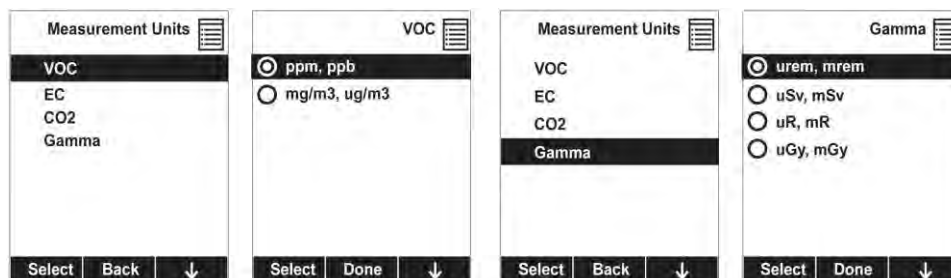 Measurement Units
VOC
EC
CO2
Gamma
Select Back ↓
VOC
ppm, ppb
mg/m3, ug/m3
Select Done ↓
Measurement Units
VOC
EC
CO2
Gamma
Select Back ↓
Gamma
urem, mrem
uSv, mSv
uR, mR
uGy, mGy
Select Done ↓